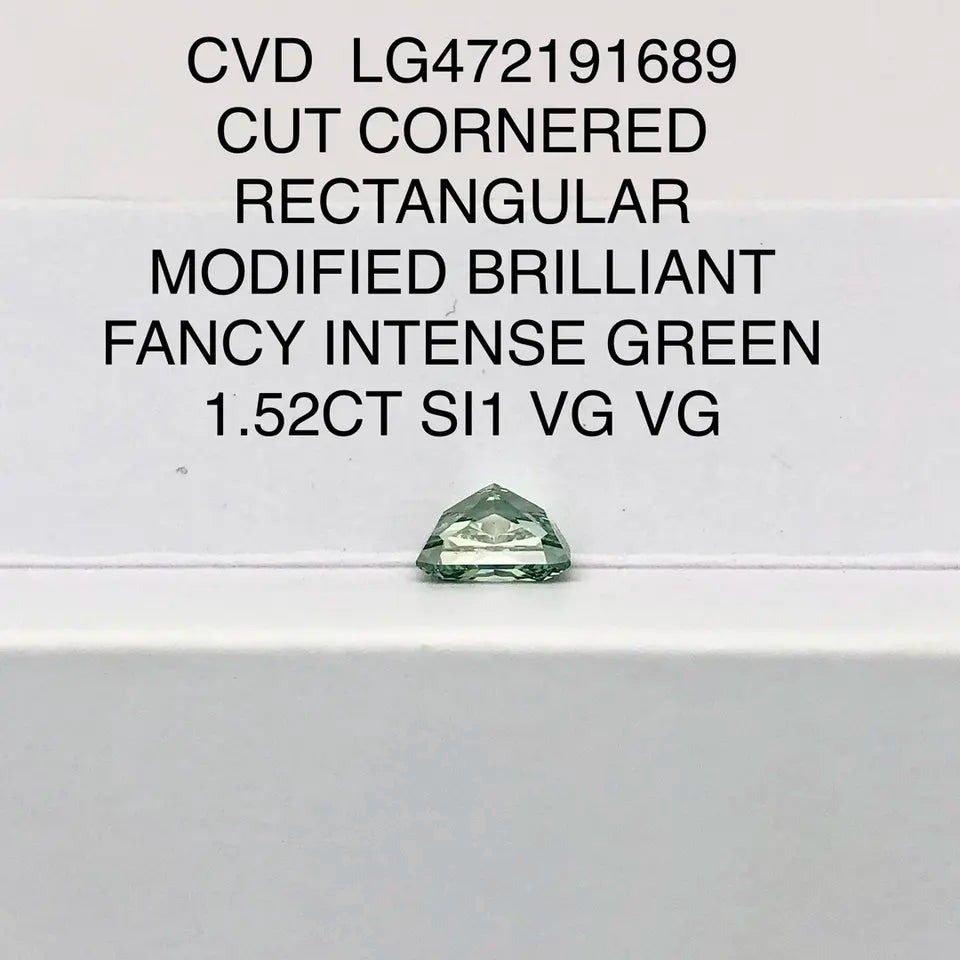 CVD LG472191689
CUT CORNERED
RECTANGULAR
MODIFIED BRILLIANT
FANCY INTENSE GREEN
1.52CT SI1 VG VG